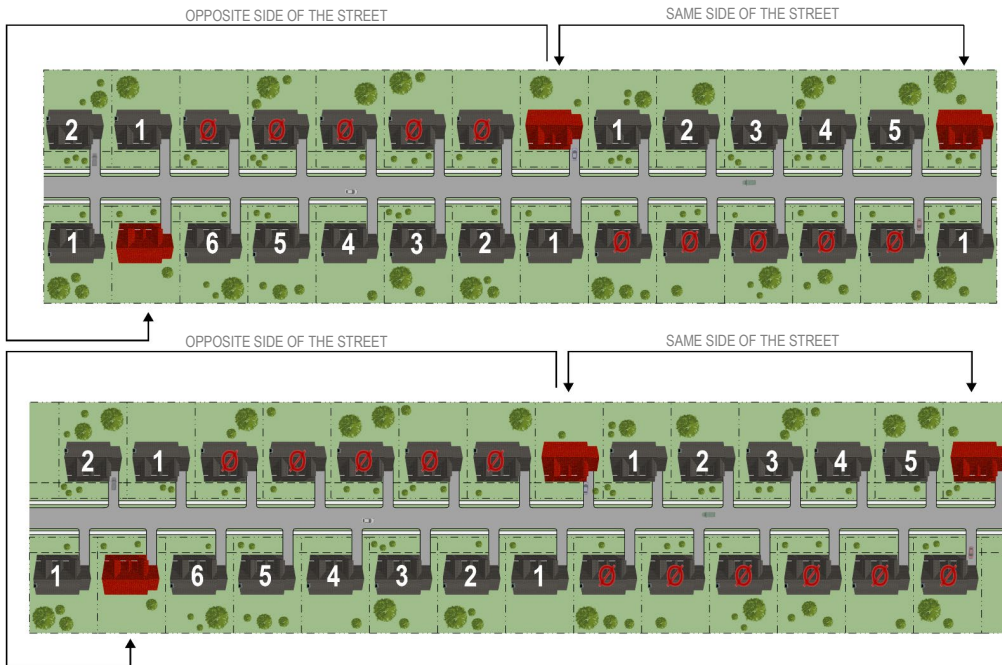 OPPOSITE SIDE OF THE STREET SAME SIDE OF THE STREET
2 1 Ø Ø Ø Ø Ø 1 2 3 4 5
1 6 5 4 3 2 1 Ø Ø Ø Ø Ø 1
OPPOSITE SIDE OF THE STREET SAME SIDE OF THE STREET
2 1 Ø Ø Ø Ø Ø 1 2 3 4 5
1 6 5 4 3 2 1 Ø Ø Ø Ø Ø Ø